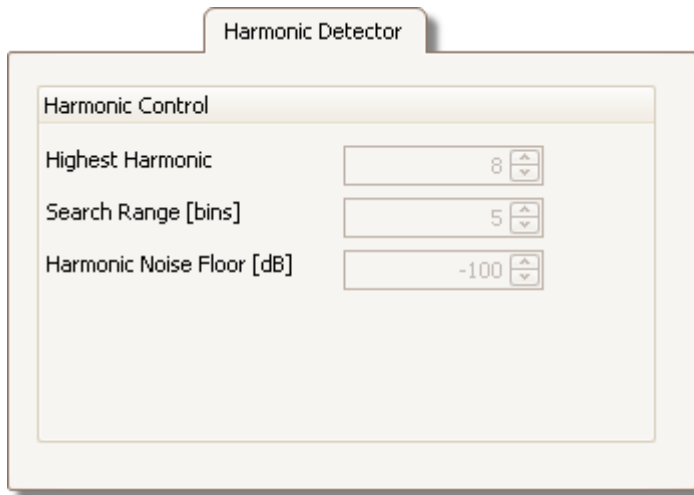 Harmonic Detector
Harmonic Control
Highest Harmonic 8
Search Range [bins] 5
Harmonic Noise Floor [dB] -100